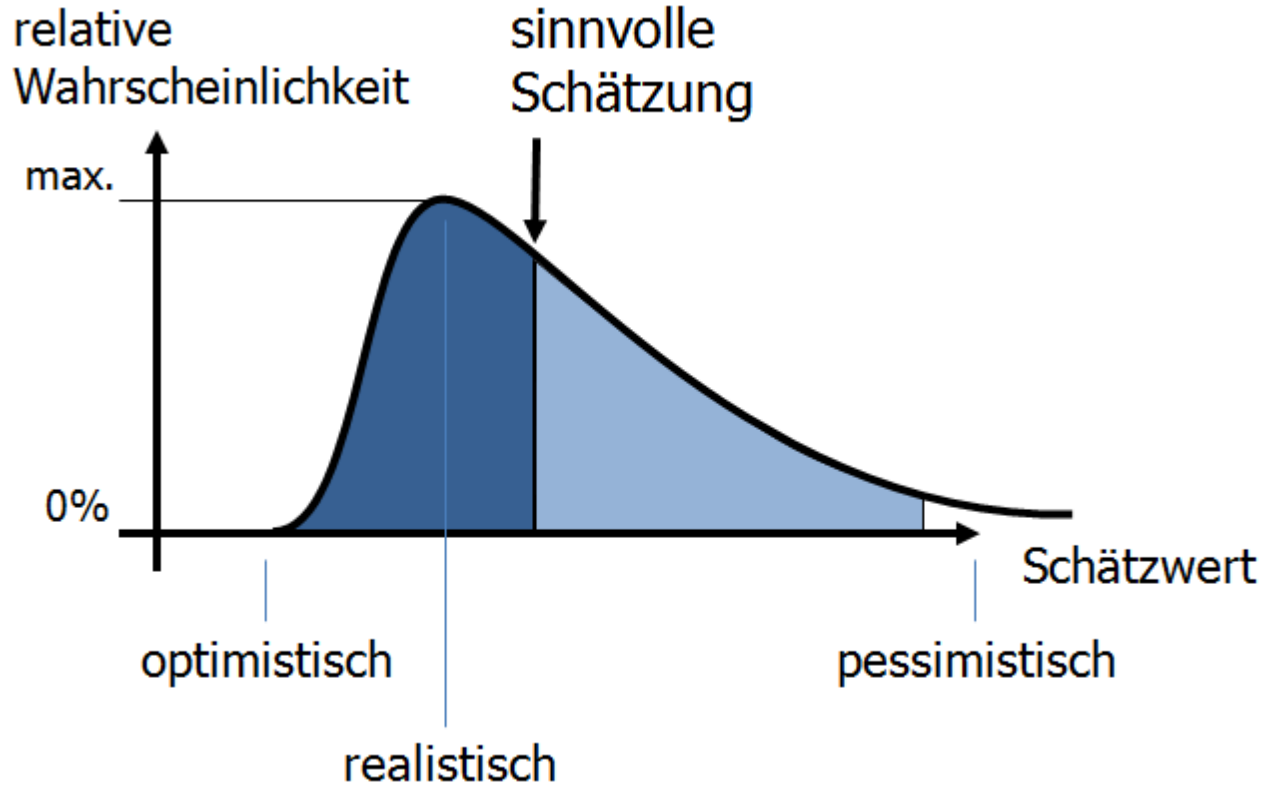 relative
Wahrscheinlichkeit
sinnvolle
Schätzung
max.
0%
Schätzwert
optimistisch
pessimistisch
realistisch